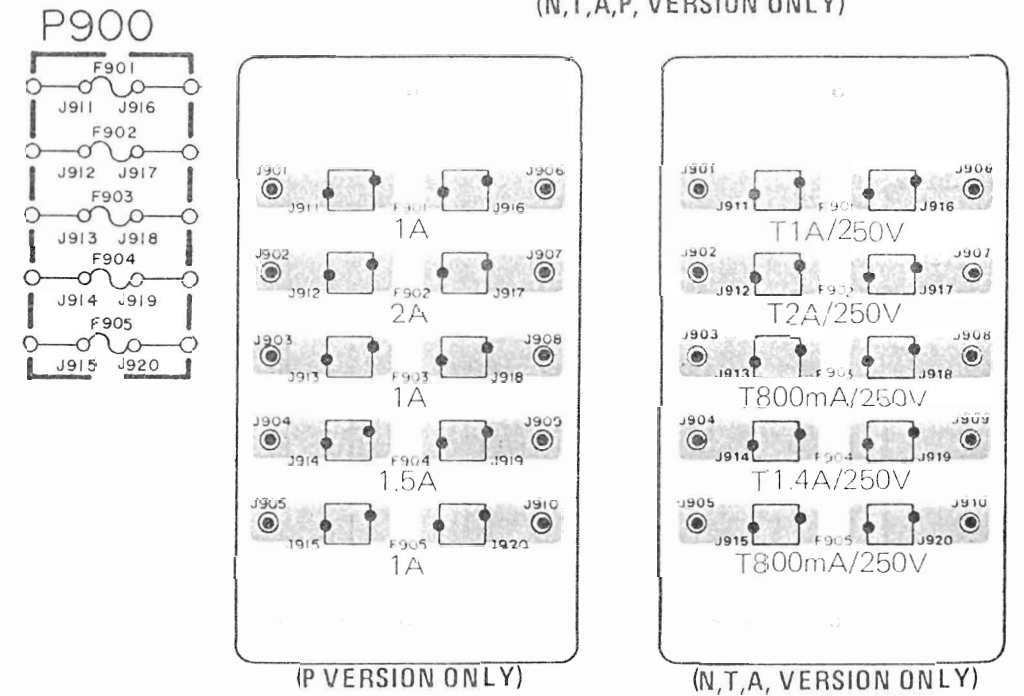 (N,T,A,P, VERSION ONLY)
P900
F901
J911 J916
F902
J912 J917
F903
J913 J918
F904
J914 J919
F905
J915 J920
J901 J906
J911 F901 J916
1A
J902 J907
J912 F902 J917
2A
J903 J908
J913 F903 J918
1A
J904 J909
J914 F904 J919
1.5A
J905 J910
J915 F905 J920
1A
(P VERSION ONLY)
J901 J906
J911 F901 J916
T1A/250V
J902 J907
J912 F902 J917
T2A/250V
J903 J908
J913 F903 J918
T800mA/250V
J904 J909
J914 F904 J919
T1.4A/250V
J905 J910
J915 F905 J920
T800mA/250V
(N,T,A, VERSION ONLY)